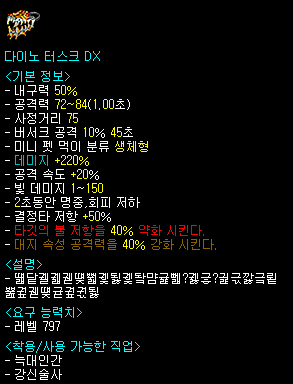 다이노 터스크 DX
<기본 정보>
- 내구력 50%
- 공격력 72~84(1,00초)
- 사정거리 75
- 버서크 공격 10% 45초
- 미니 펫 먹이 분류 생체형
- 데미지 +220%
- 공격 속도 +20%
- 빛 데미지 1~150
- 2초동안 명중,회피 저하
- 결정타 저항 +50%
- 타깃의 불 저항을 40% 약화 시킨다.
- 대지 속성 공격력을 40% 강화 시킨다.
<설명>
<요구 능력치>
- 레벨 797
<착용/사용 가능한 직업>
- 늑대인간
- 강신술사